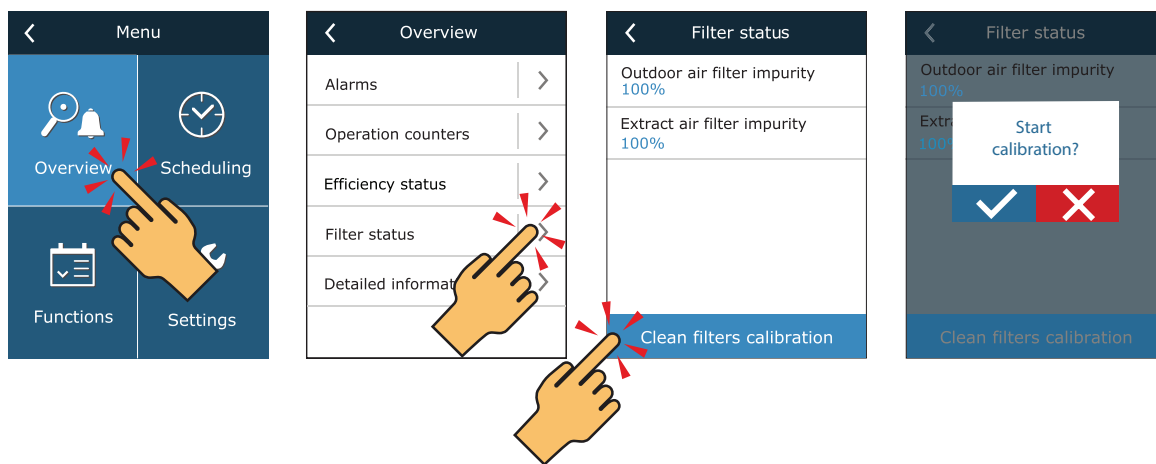 Menu
Overview
Scheduling
Functions
Settings
Overview
Alarms
Operation counters
Efficiency status
Filter status
Detailed informat
Filter status
Outdoor air filter impurity
100%
Extract air filter impurity
100%
Clean filters calibration
Filter status
Outdoor air filter impurity
100%
Extra
100%
Start
calibration?
Clean filters calibration